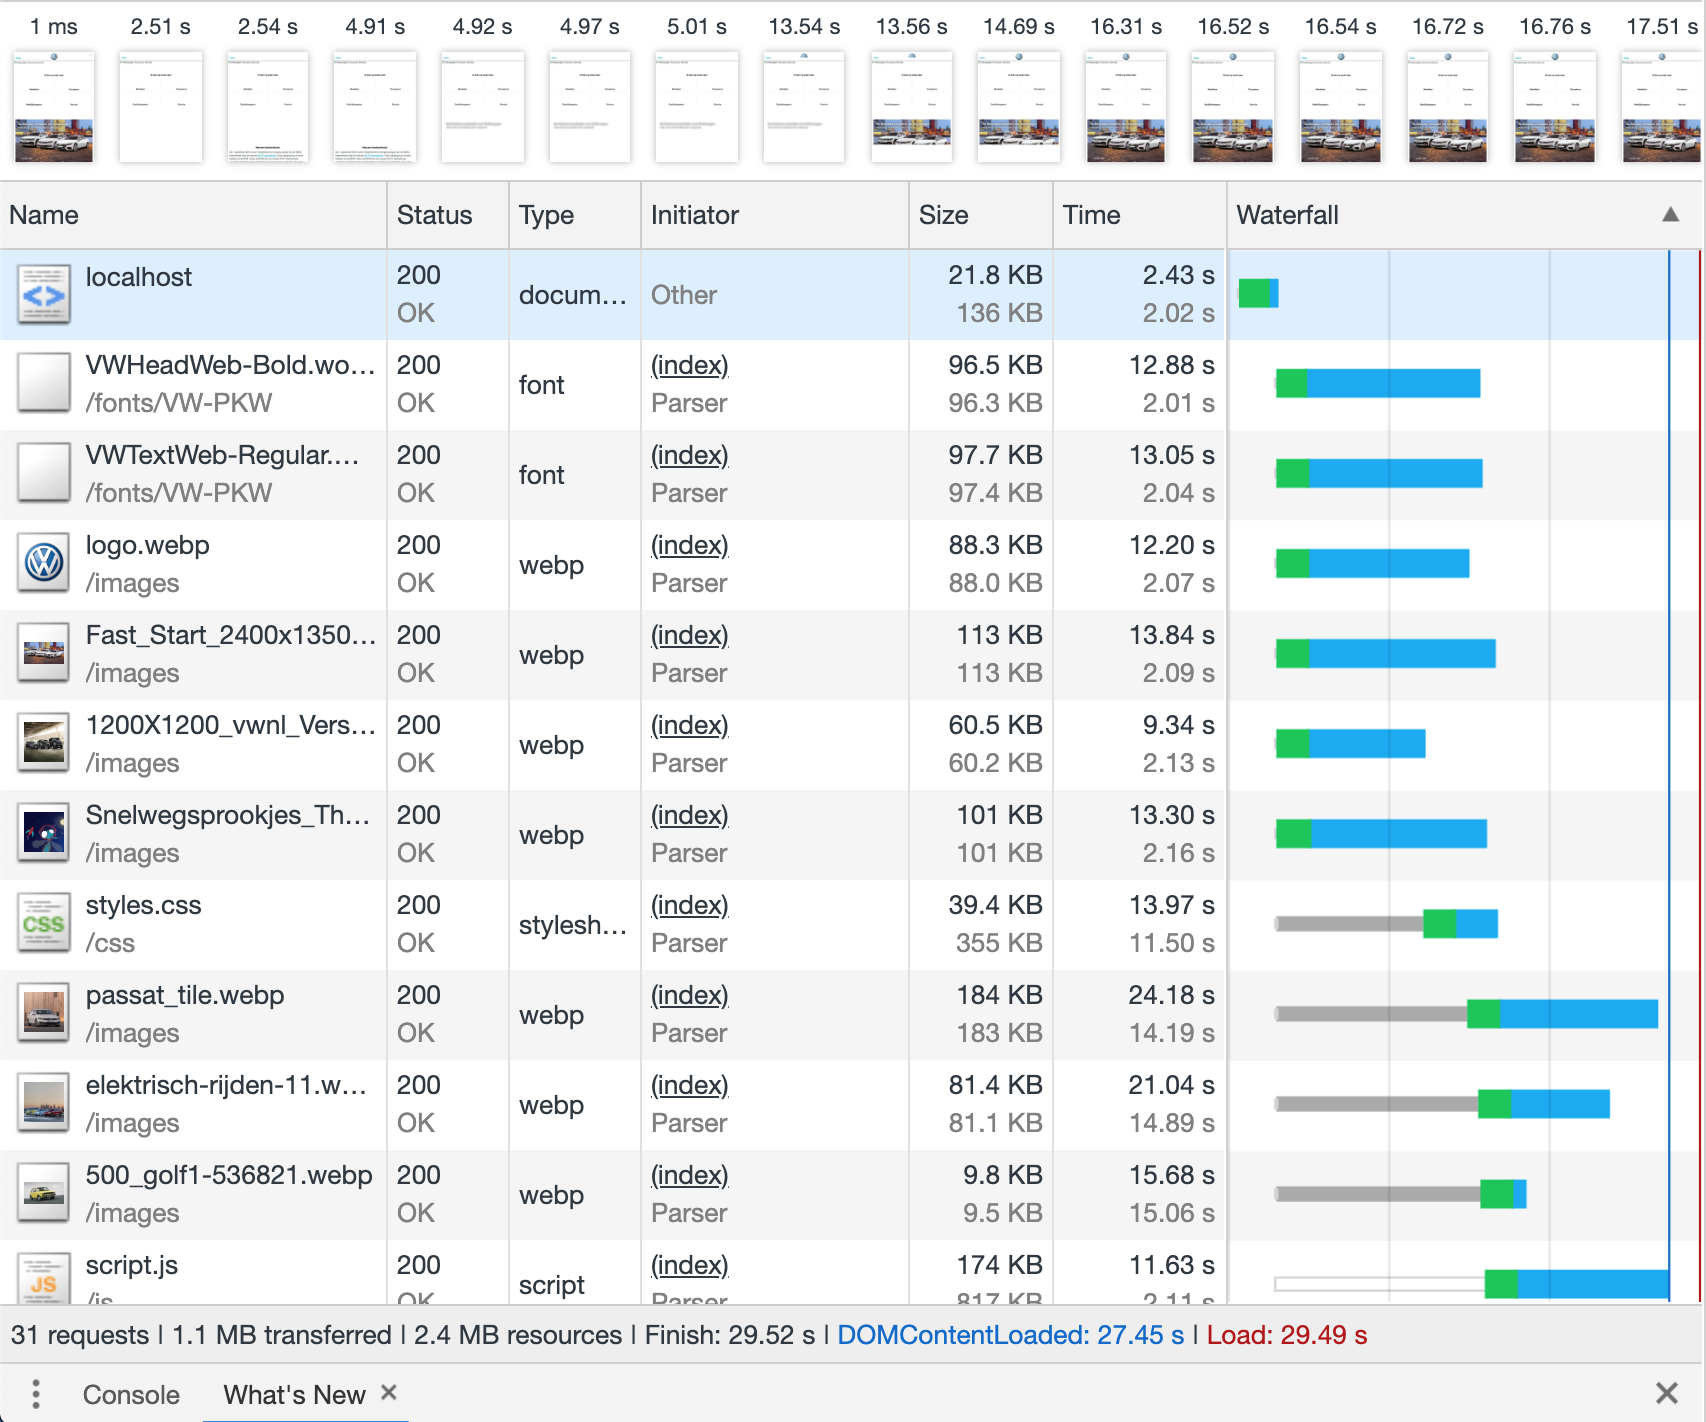 1 ms 2.51 s 2.54 s 4.91 s 4.92 s 4.97 s 5.01 s 13.54 s 13.56 s 14.69 s 16.31 s 16.52 s 16.54 s 16.72 s 16.76 s 17.51 s
Name Status Type Initiator Size Time Waterfall ▲
localhost 200 docum… Other 21.8 KB 2.43 s
OK 136 KB 2.02 s
VWHeadWeb-Bold.wo… 200 font (index) 96.5 KB 12.88 s
/fonts/VW-PKW OK Parser 96.3 KB 2.01 s
VWTextWeb-Regular.… 200 font (index) 97.7 KB 13.05 s
/fonts/VW-PKW OK Parser 97.4 KB 2.04 s
logo.webp 200 webp (index) 88.3 KB 12.20 s
/images OK Parser 88.0 KB 2.07 s
Fast_Start_2400x1350… 200 webp (index) 113 KB 13.84 s
/images OK Parser 113 KB 2.09 s
1200X1200_vwnl_Vers… 200 webp (index) 60.5 KB 9.34 s
/images OK Parser 60.2 KB 2.13 s
Snelwegsprookjes_Th… 200 webp (index) 101 KB 13.30 s
/images OK Parser 101 KB 2.16 s
CSS styles.css 200 stylesh… (index) 39.4 KB 13.97 s
/css OK Parser 355 KB 11.50 s
passat_tile.webp 200 webp (index) 184 KB 24.18 s
/images OK Parser 183 KB 14.19 s
elektrisch-rijden-11.w… 200 webp (index) 81.4 KB 21.04 s
/images OK Parser 81.1 KB 14.89 s
500_golf1-536821.webp 200 webp (index) 9.8 KB 15.68 s
/images OK Parser 9.5 KB 15.06 s
JS script.js 200 script (index) 174 KB 11.63 s
/js OK Parser 817 KB 2.11 s
31 requests | 1.1 MB transferred | 2.4 MB resources | Finish: 29.52 s | DOMContentLoaded: 27.45 s | Load: 29.49 s
Console What's New